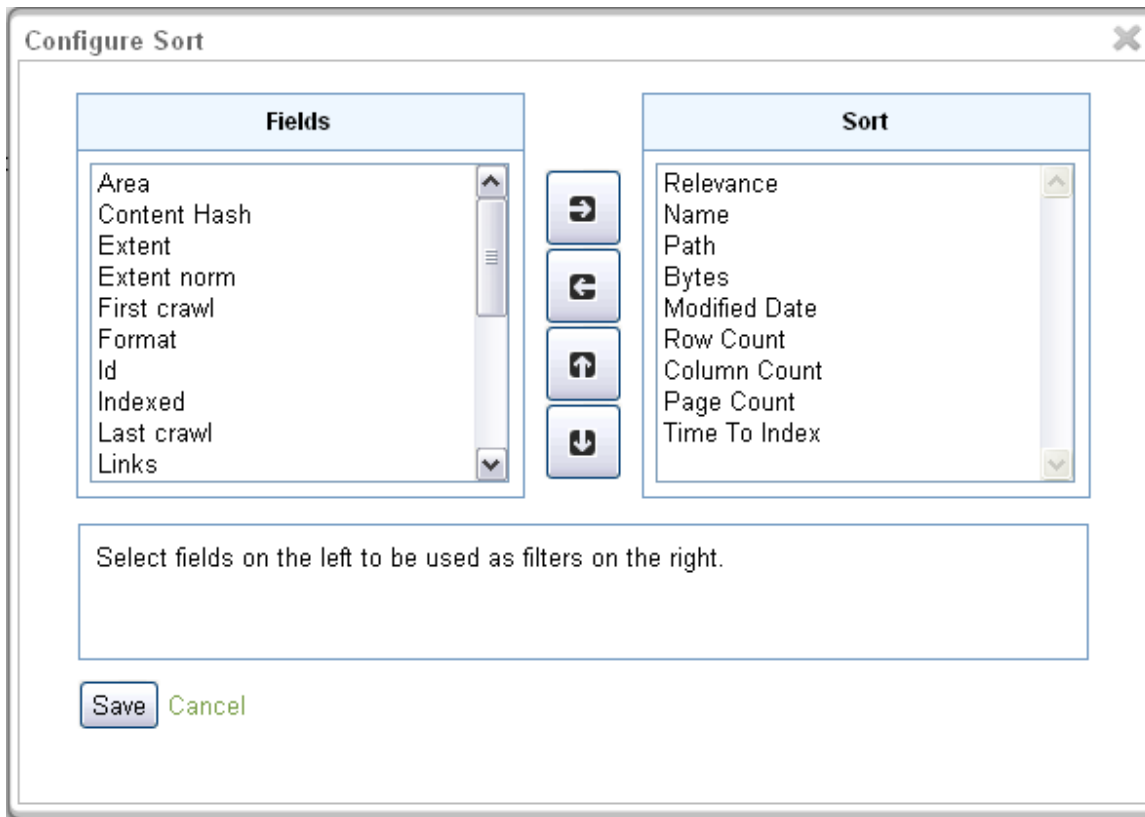 Configure Sort
Fields
Area
Content Hash
Extent
Extent norm
First crawl
Format
Id
Indexed
Last crawl
Links
Sort
Relevance
Name
Path
Bytes
Modified Date
Row Count
Column Count
Page Count
Time To Index
Select fields on the left to be used as filters on the right.
Save Cancel